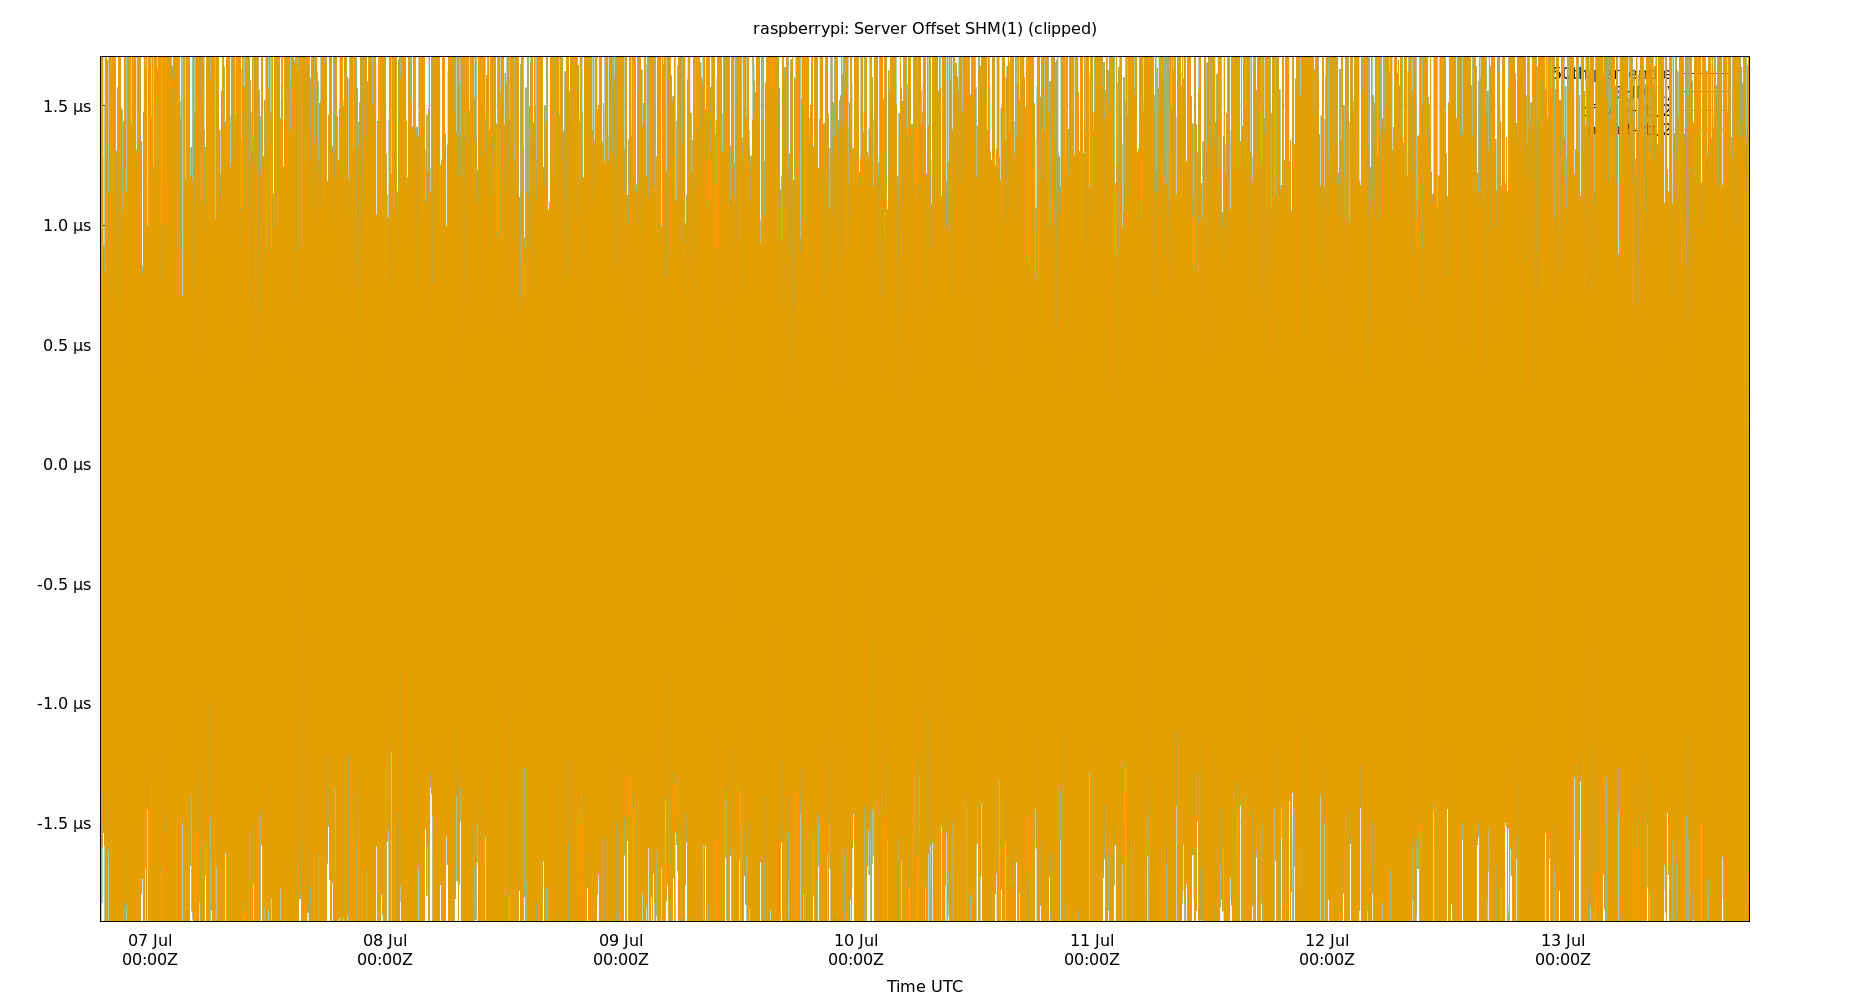 raspberrypi: Server Offset SHM(1) (clipped)
1.5 µs
1.0 µs
0.5 µs
0.0 µs
-0.5 µs
-1.0 µs
-1.5 µs
07 Jul 08 Jul 09 Jul 10 Jul 11 Jul 12 Jul 13 Jul
00:00Z 00:00Z 00:00Z 00:00Z 00:00Z 00:00Z 00:00Z
Time UTC